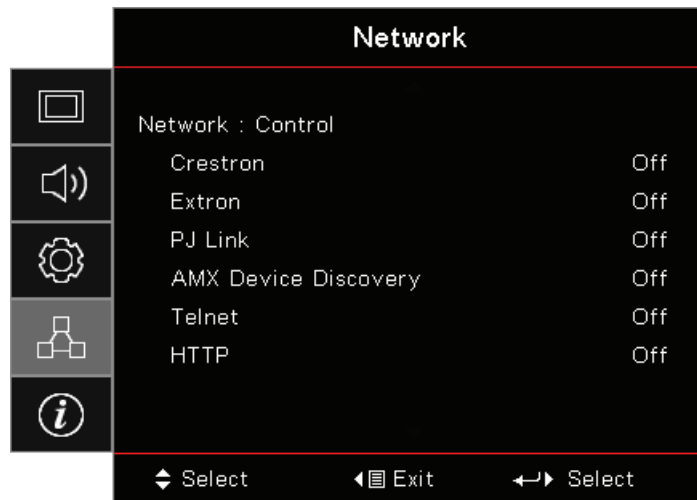 Network
Network : Control
Crestron Off
Extron Off
PJ Link Off
AMX Device Discovery Off
Telnet Off
HTTP Off
Select Exit Select